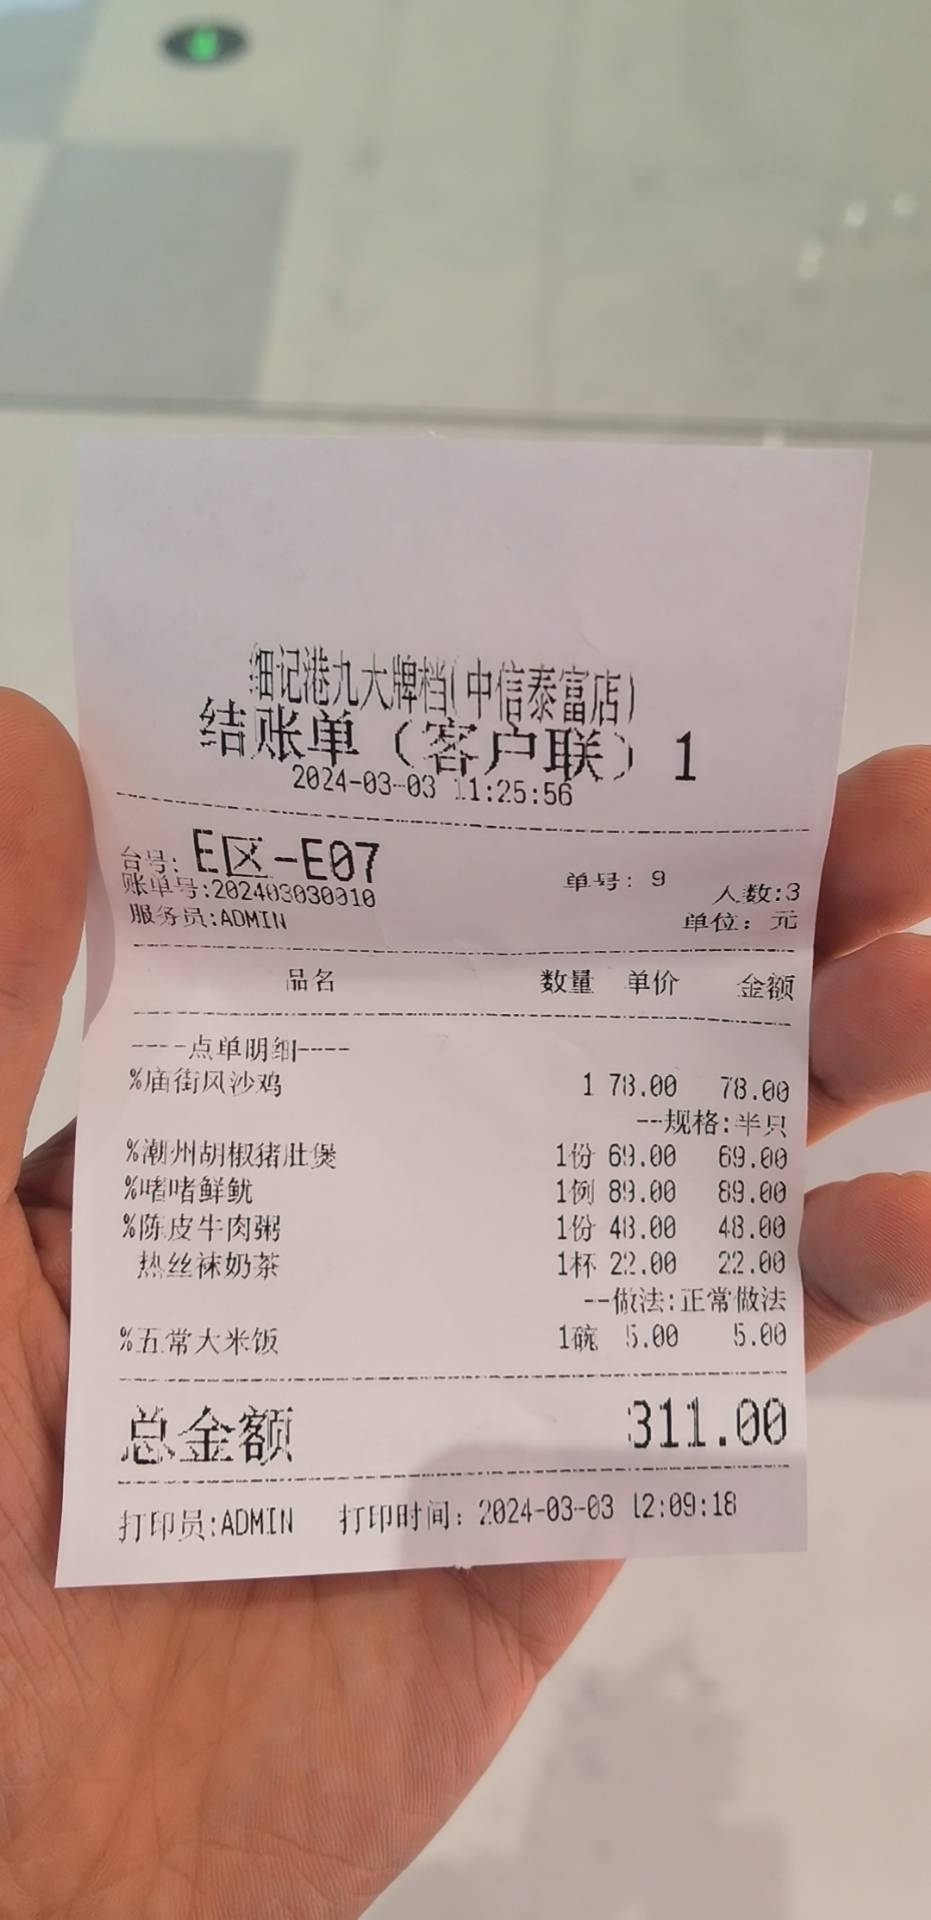 细记港九大牌档(中信泰富店)
结账单（客户联）1
2024-03-03 11:25:56
台号: E区-E07 单号: 9 人数:3
账单号:202403030010
服务员:ADMIN 单位: 元
品名 数量 单价 金额
----点单明细----
%庙街风沙鸡 1 78.00 78.00
--规格:半只
%潮州胡椒猪肚煲 1份 69.00 69.00
%啫啫鲜鱿 1例 89.00 89.00
%陈皮牛肉粥 1份 48.00 48.00
热丝袜奶茶 1杯 22.00 22.00
--做法:正常做法
%五常大米饭 1碗 5.00 5.00
总金额 311.00
打印员:ADMIN 打印时间: 2024-03-03 12:09:18